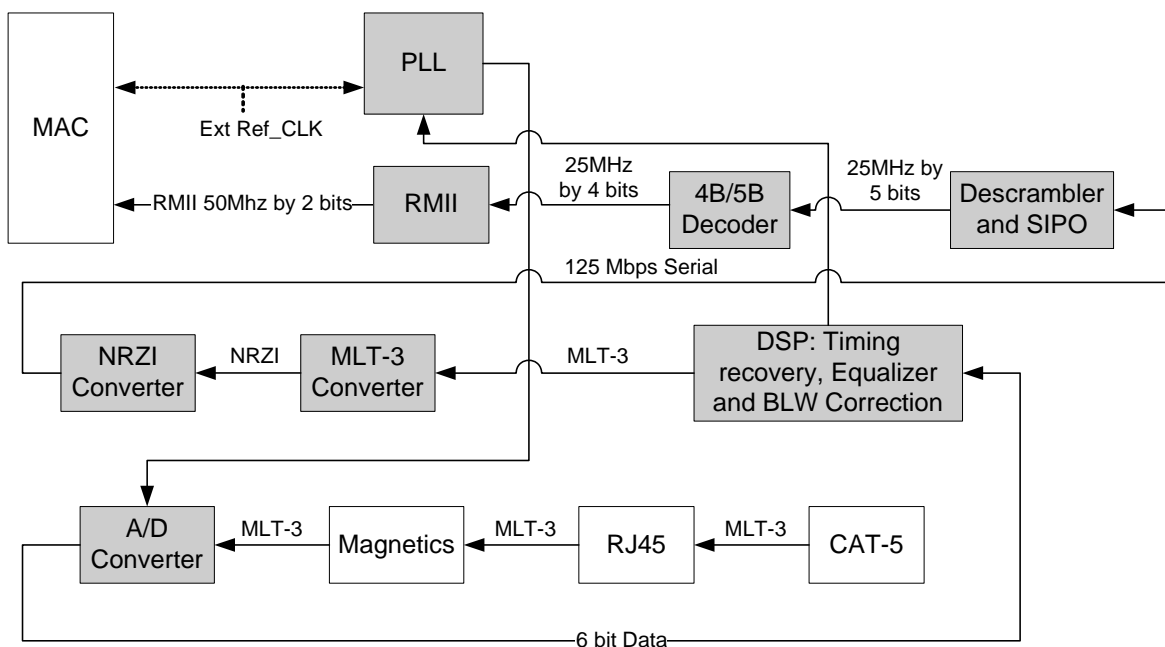 PLL
MAC
Ext Ref_CLK
25MHz
by 4 bits
25MHz by
5 bits
RMII 50Mhz by 2 bits
RMII
4B/5B
Decoder
Descrambler
and SIPO
125 Mbps Serial
NRZI
Converter
NRZI
MLT-3
Converter
MLT-3
DSP: Timing
recovery, Equalizer
and BLW Correction
A/D
Converter
MLT-3
Magnetics
MLT-3
RJ45
MLT-3
CAT-5
6 bit Data